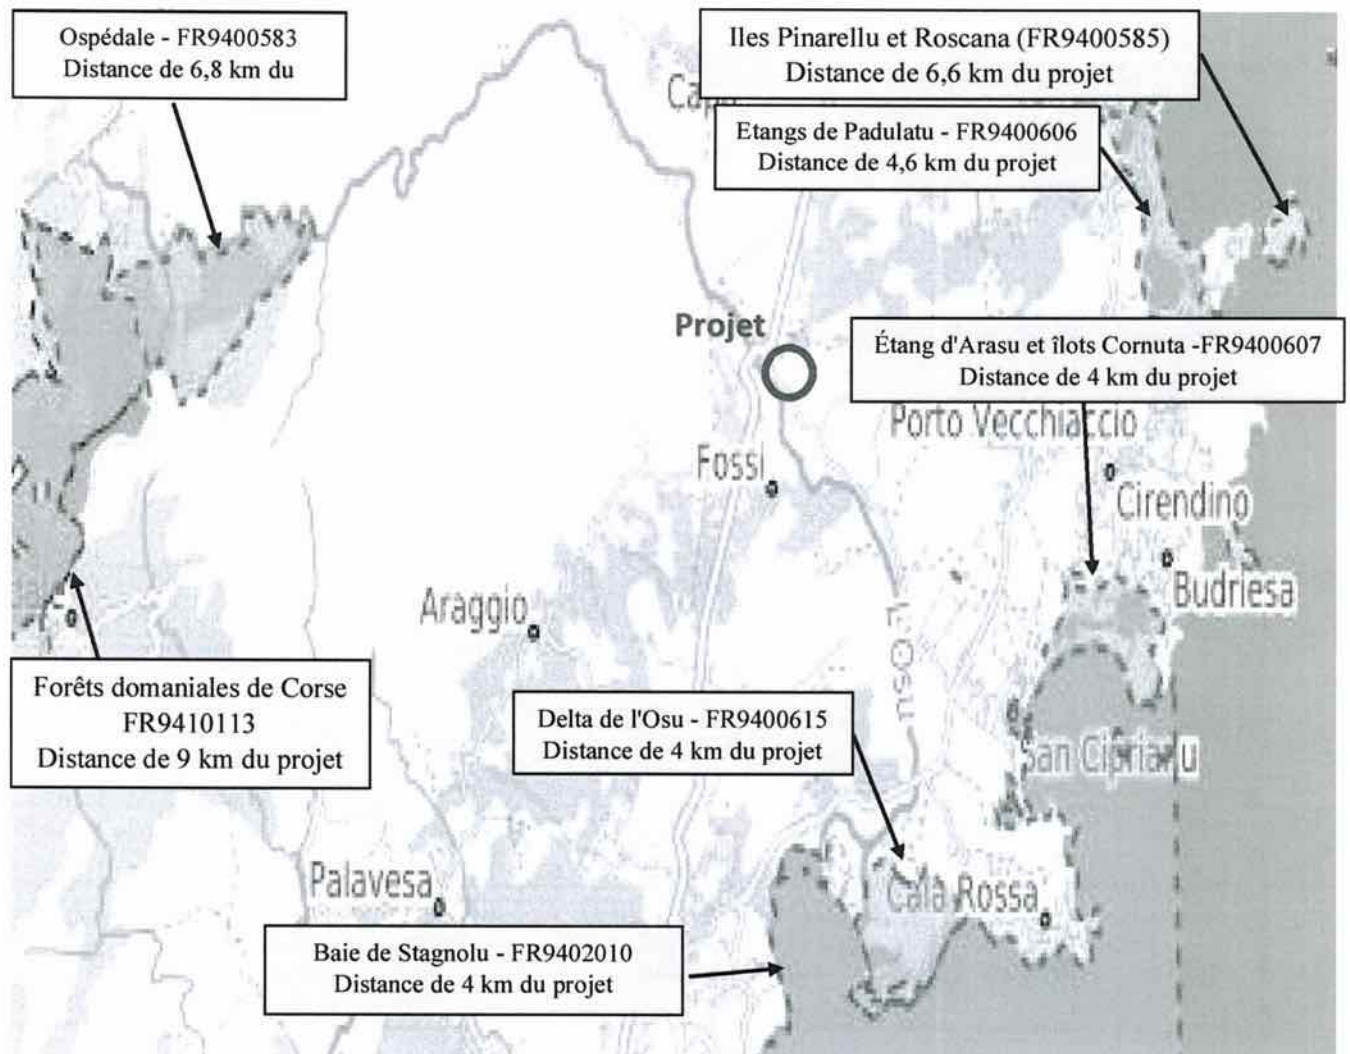 Ospédale - FR9400583
Distance de 6,8 km du
Iles Pinarellu et Roscana (FR9400585)
Distance de 6,6 km du projet
Etangs de Padulatu - FR9400606
Distance de 4,6 km du projet
Projet
Étang d'Arasu et îlots Cornuta -FR9400607
Distance de 4 km du projet
Porto Vecchiaccio
Fossi
Cirendino
Budriesa
Araggio
L'Osu
Forêts domaniales de Corse
FR9410113
Distance de 9 km du projet
Delta de l'Osu - FR9400615
Distance de 4 km du projet
San Ciprianu
Palavesa
Cala Rossa
Baie de Stagnolu - FR9402010
Distance de 4 km du projet